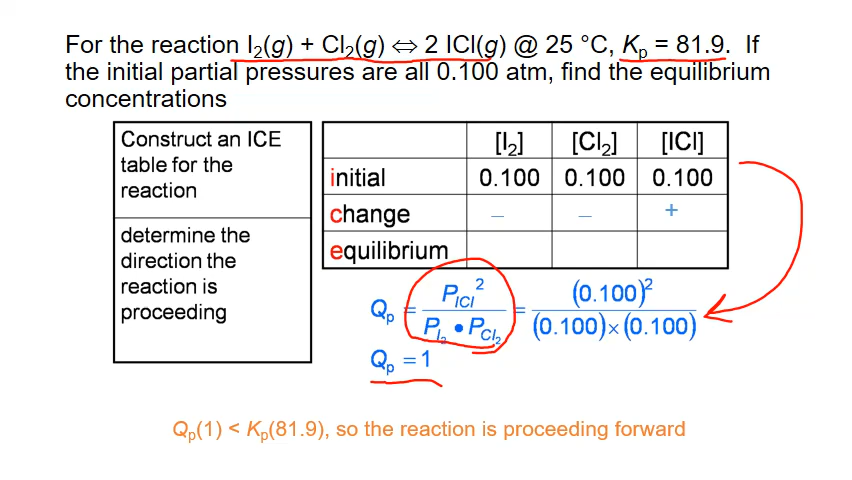 For the reaction I₂(g) + Cl₂(g) ⇔ 2 ICl(g) @ 25 °C, Kₚ = 81.9. If
the initial partial pressures are all 0.100 atm, find the equilibrium
concentrations
Construct an ICE
table for the
reaction
determine the
direction the
reaction is
proceeding
[I₂] [Cl₂] [ICl]
initial 0.100 0.100 0.100
change − − +
equilibrium
Qₚ = P_ICl² / (P_I₂ • P_Cl₂) = (0.100)² / (0.100)×(0.100)
Qₚ = 1
Qₚ(1) < Kₚ(81.9), so the reaction is proceeding forward